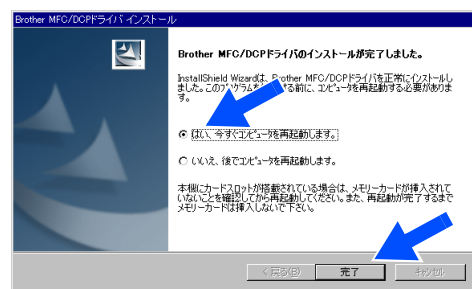 Brother MFC/DCPドライバ インストール
Brother MFC/DCPドライバのインストールが完了しました。
InstallShield Wizardは、Brother MFC/DCPドライバを正常にインストールし
ました。このプログラムを する前に、コンピュータを再起動する必要がありま
す。
はい、今すぐコンピュータを再起動します。
いいえ、後でコンピュータを再起動します。
本機にカードスロットが搭載されている場合は、メモリーカードが挿入されて
いないことを確認してから再起動してください。また、再起動が完了するまで
メモリーカードは挿入しないで下さい。
< 戻る(B) 完了 キャンセル